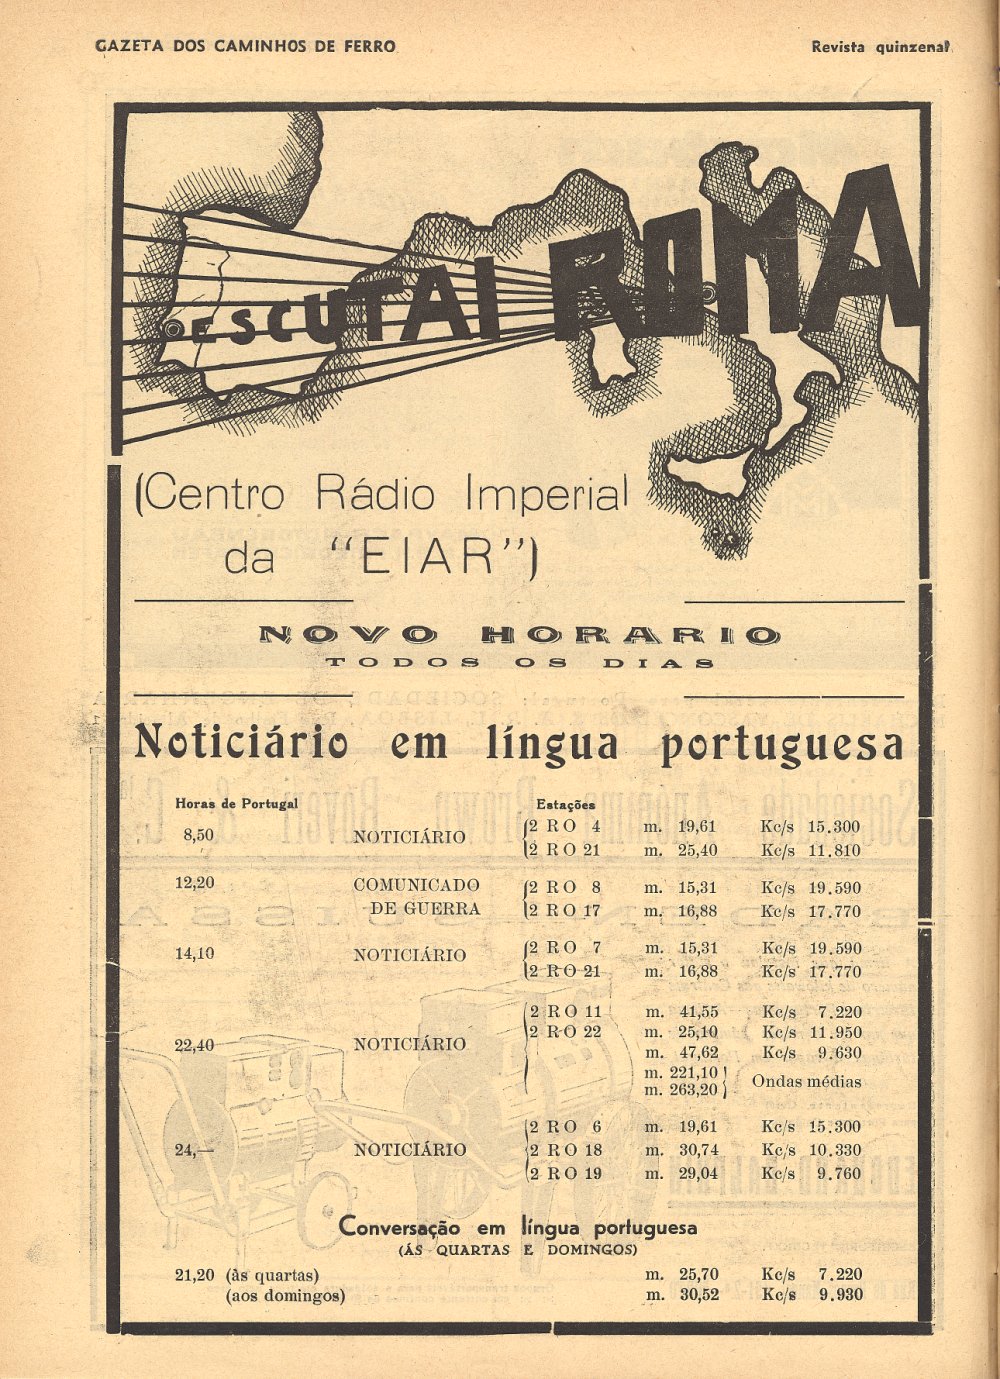 GAZETA DOS CAMINHOS DE FERRO Revista quinzenal
ESCUTAI ROMA
(Centro Rádio Imperial
da "EIAR")
NOVO HORARIO
TODOS OS DIAS
Noticiário em língua portuguesa
Horas de Portugal Estações
8,50 NOTICIÁRIO 2 RO 4 m. 19,61 Kc/s 15.300
2 RO 21 m. 25,40 Kc/s 11.810
12,20 COMUNICADO 2 RO 8 m. 15,31 Kc/s 19.590
DE GUERRA 2 RO 17 m. 16,88 Kc/s 17.770
14,10 NOTICIÁRIO 2 RO 7 m. 15,31 Kc/s 19.590
2 RO 21 m. 16,88 Kc/s 17.770
22,40 NOTICIÁRIO 2 RO 11 m. 41,55 Kc/s 7.220
2 RO 22 m. 25,10 Kc/s 11.950
m. 47,62 Kc/s 9.630
m. 221,10
m. 263,20 Ondas médias
24,— NOTICIÁRIO 2 RO 6 m. 19,61 Kc/s 15.300
2 RO 18 m. 30,74 Kc/s 10.330
2 RO 19 m. 29,04 Kc/s 9.760
Conversação em língua portuguesa
(ÁS QUARTAS E DOMINGOS)
21,20 (às quartas) m. 25,70 Kc/s 7.220
(aos domingos) m. 30,52 Kc/s 9.930